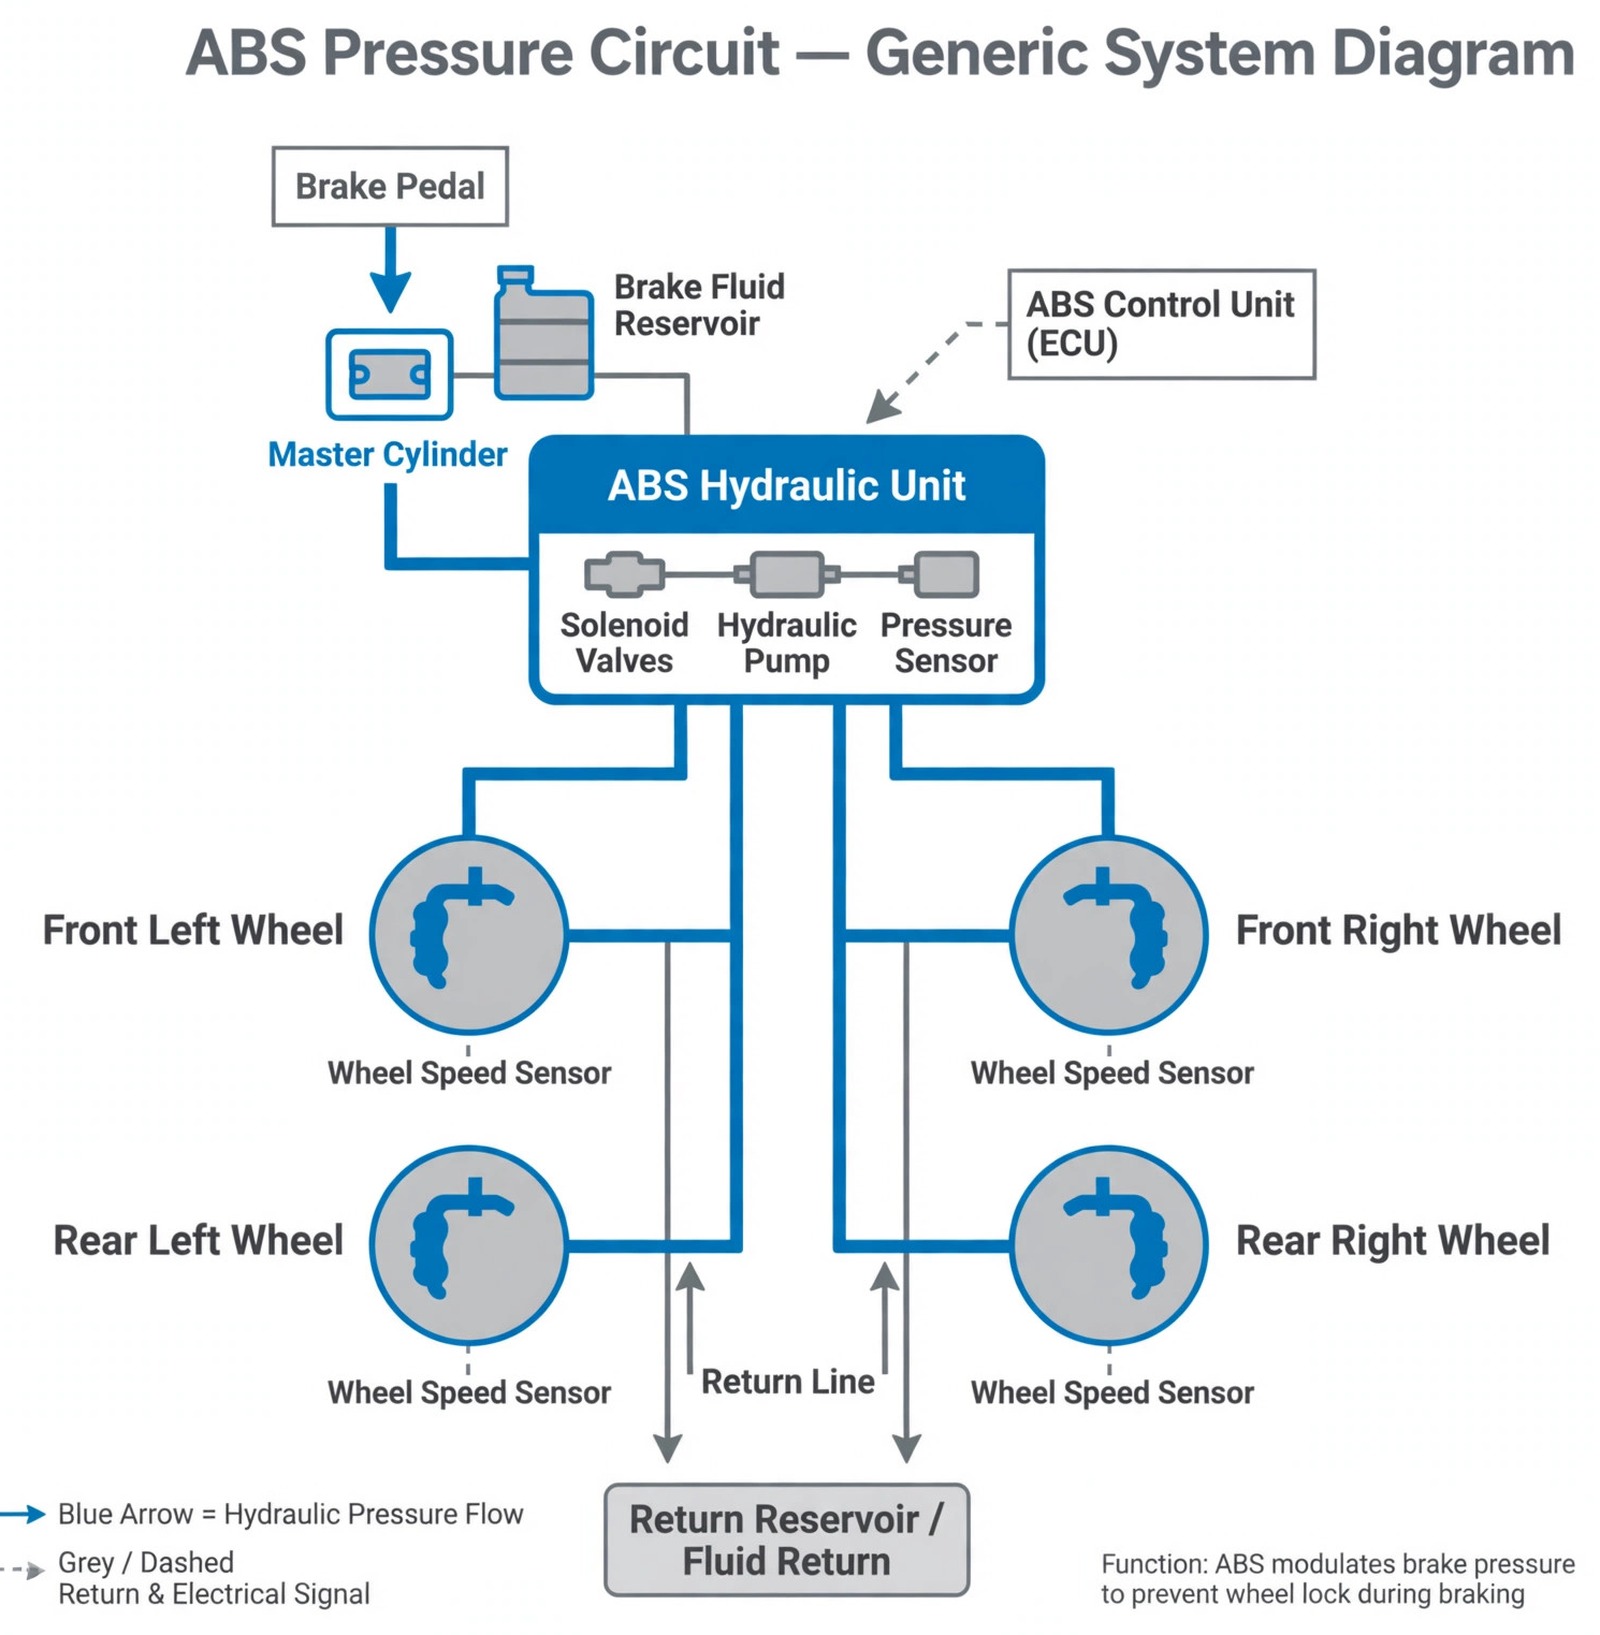 ABS Pressure Circuit — Generic System Diagram
Brake Pedal
Brake Fluid
Reservoir
ABS Control Unit
(ECU)
Master Cylinder
ABS Hydraulic Unit
Solenoid
Valves
Hydraulic
Pump
Pressure
Sensor
Front Left Wheel
Front Right Wheel
Wheel Speed Sensor
Wheel Speed Sensor
Rear Left Wheel
Rear Right Wheel
Wheel Speed Sensor
Return Line
Wheel Speed Sensor
Return Reservoir /
Fluid Return
Blue Arrow = Hydraulic Pressure Flow
Grey / Dashed
Return & Electrical Signal
Function: ABS modulates brake pressure
to prevent wheel lock during braking